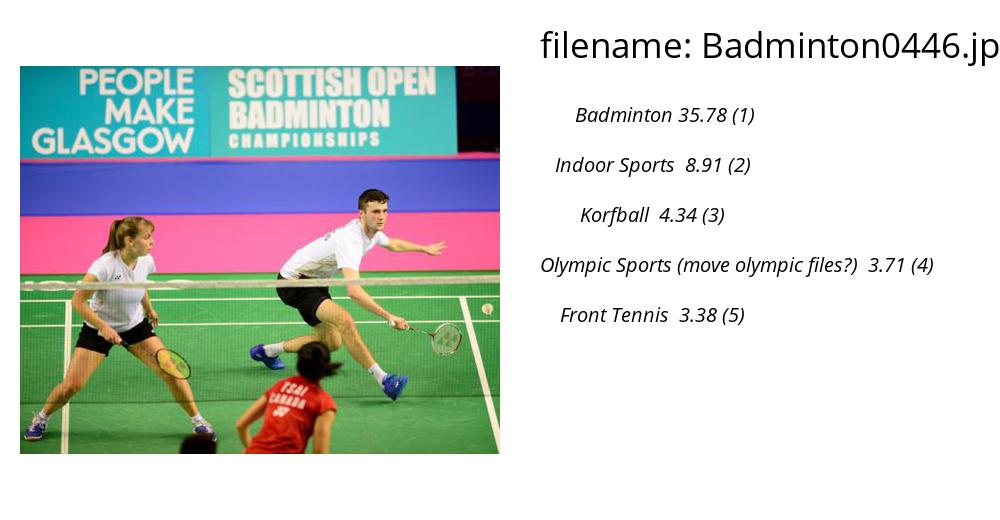 filename: Badminton0446.jp
PEOPLE
MAKE
GLASGOW
SCOTTISH OPEN
BADMINTON
CHAMPIONSHIPS
TSAI
CANADA
Badminton 35.78 (1)
Indoor Sports 8.91 (2)
Korfball 4.34 (3)
Olympic Sports (move olympic files?) 3.71 (4)
Front Tennis 3.38 (5)